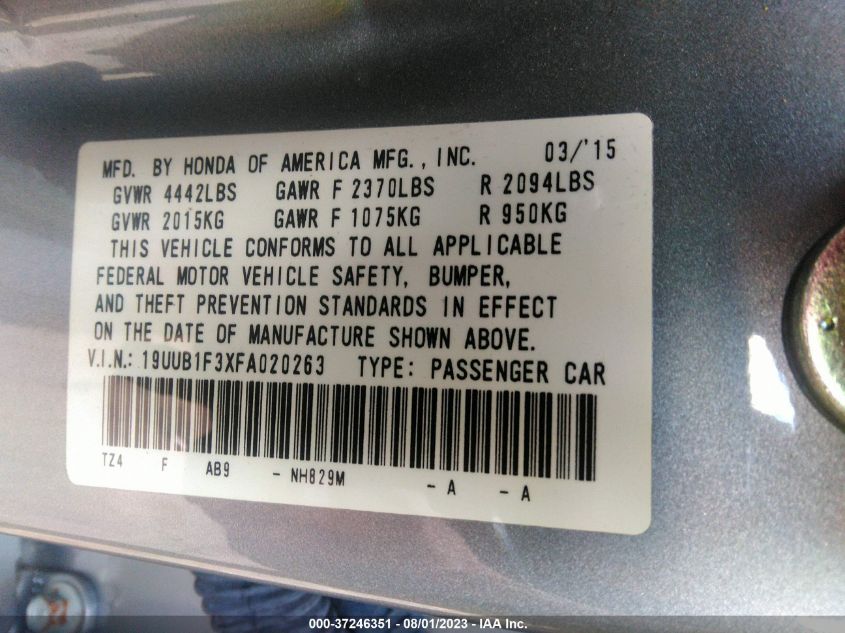 MFD. BY HONDA OF AMERICA MFG., INC. 03/'15
GVWR 4442LBS GAWR F 2370LBS R 2094LBS
GVWR 2015KG GAWR F 1075KG R 950KG
THIS VEHICLE CONFORMS TO ALL APPLICABLE
FEDERAL MOTOR VEHICLE SAFETY, BUMPER,
AND THEFT PREVENTION STANDARDS IN EFFECT
ON THE DATE OF MANUFACTURE SHOWN ABOVE.
V.I.N.: 19UUB1F3XFA020263 TYPE: PASSENGER CAR
TZ4 F AB9 - NH829M - A - A
000-37246351 - 08/01/2023 - IAA Inc.